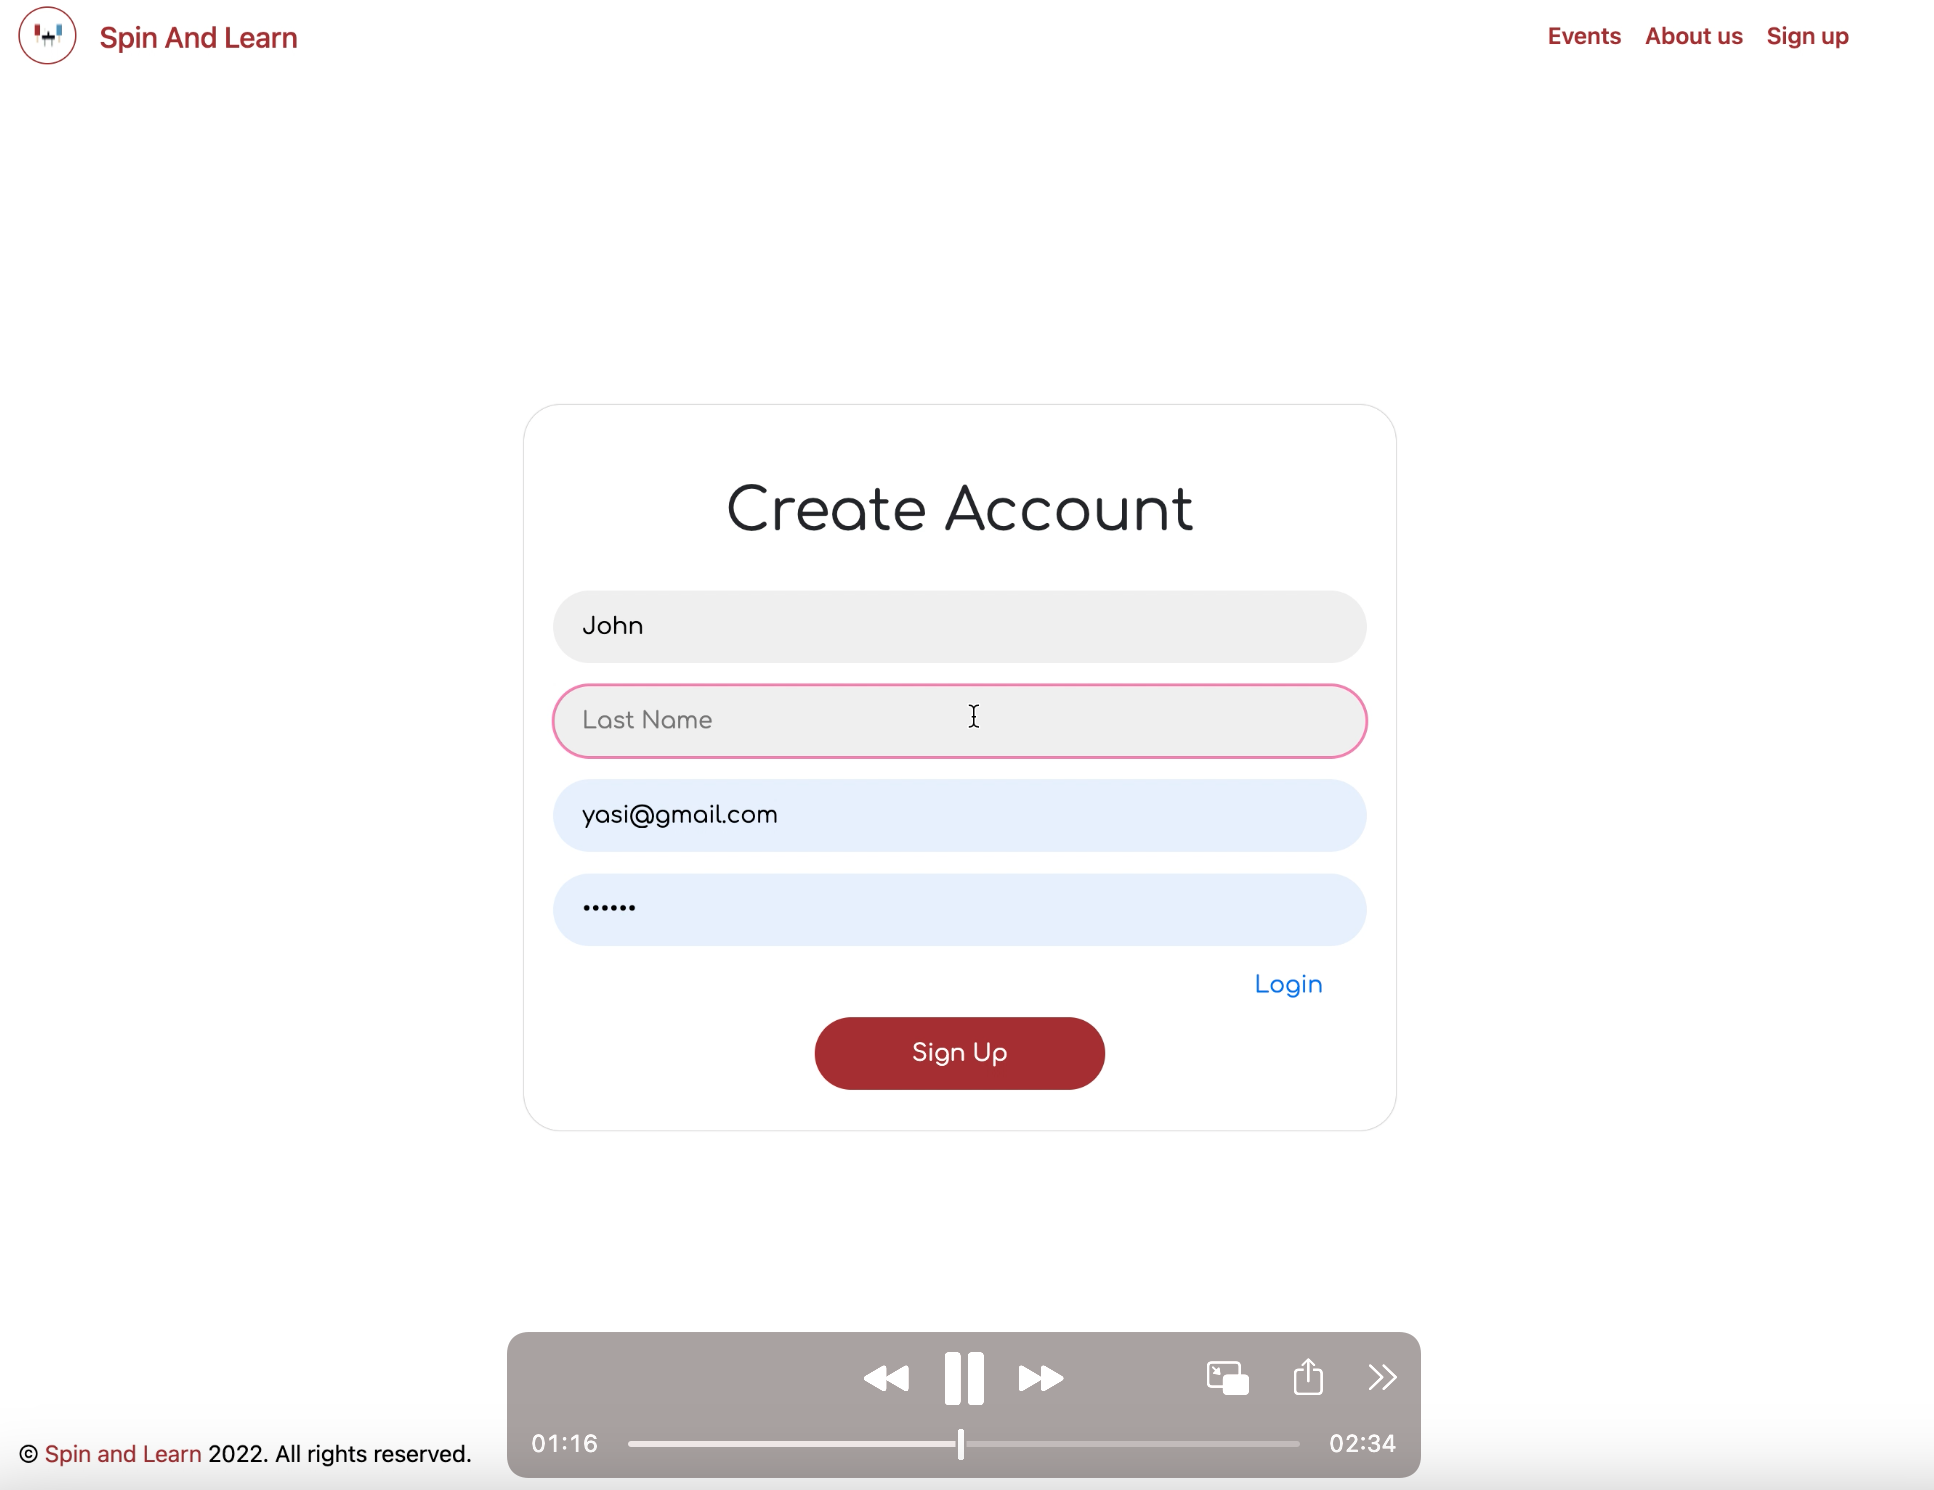 Spin And Learn
Events About us Sign up
Create Account
John
Last Name
yasi@gmail.com
••••••
Login
Sign Up
01:16 02:34
© Spin and Learn 2022. All rights reserved.